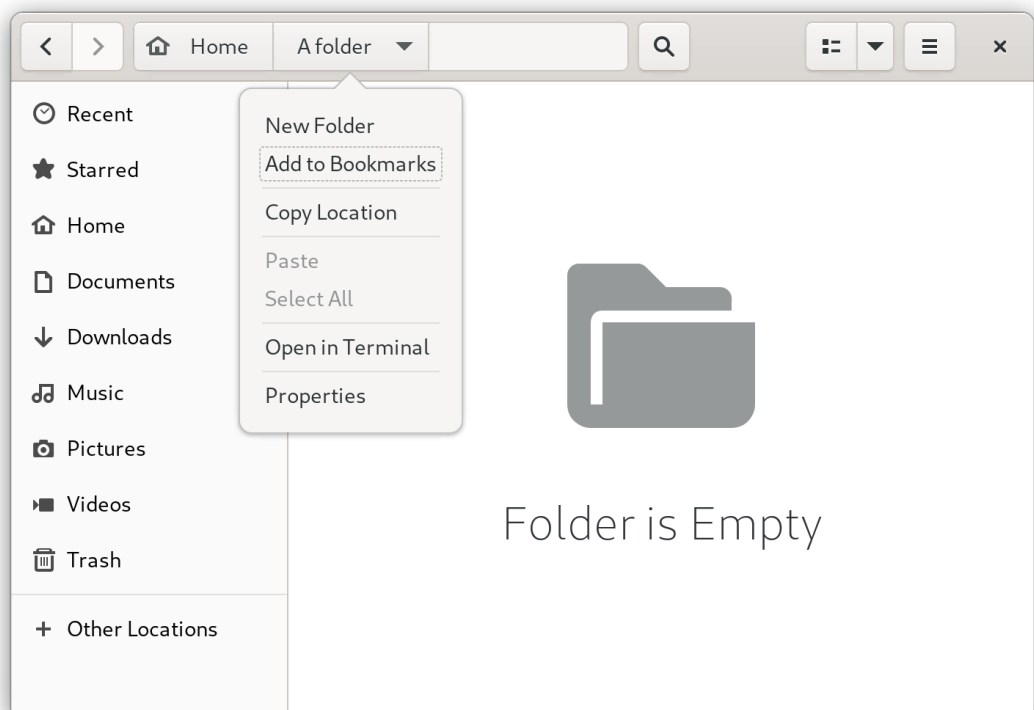 Home
A folder
Recent
Starred
Home
Documents
Downloads
Music
Pictures
Videos
Trash
Other Locations
New Folder
Add to Bookmarks
Copy Location
Paste
Select All
Open in Terminal
Properties
Folder is Empty